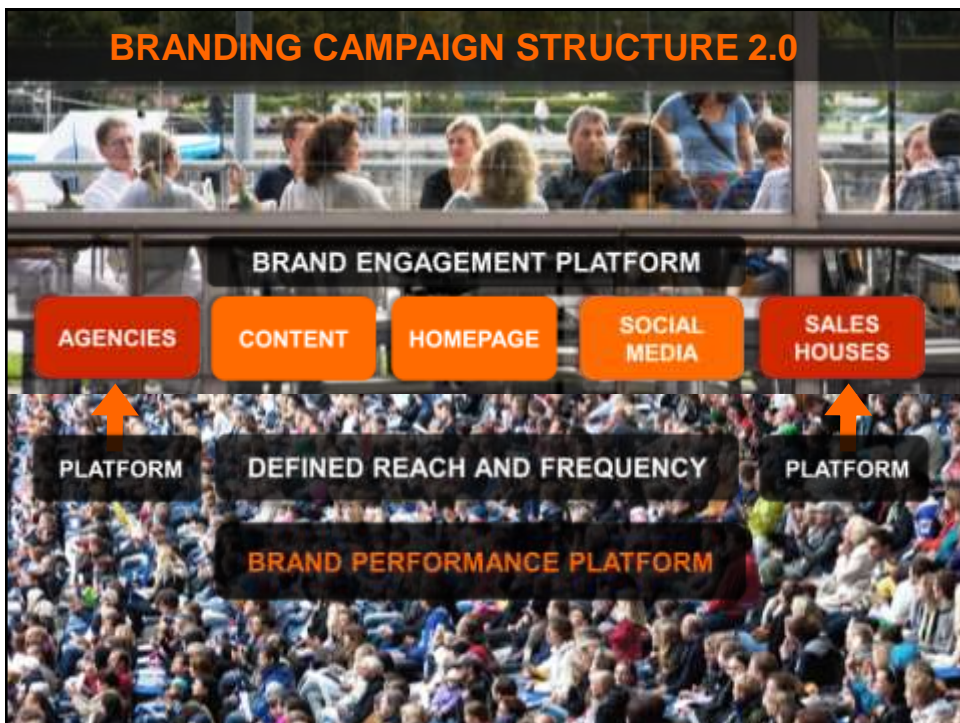 BRANDING CAMPAIGN STRUCTURE 2.0
BRAND ENGAGEMENT PLATFORM
AGENCIES
CONTENT
HOMEPAGE
SOCIAL
MEDIA
SALES
HOUSES
PLATFORM
DEFINED REACH AND FREQUENCY
PLATFORM
BRAND PERFORMANCE PLATFORM